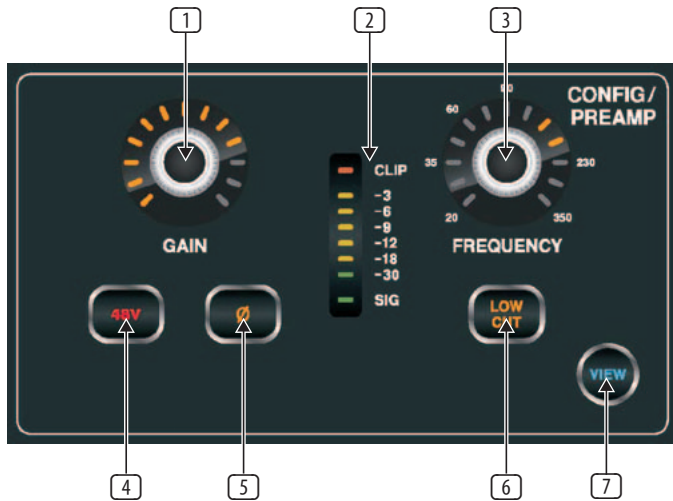 1
2
3
CONFIG/
PREAMP
90
60
35
230
20
350
CLIP
-3
-6
-9
-12
-18
-30
SIG
GAIN
FREQUENCY
48V
Ø
LOW
CUT
VIEW
4
5
6
7